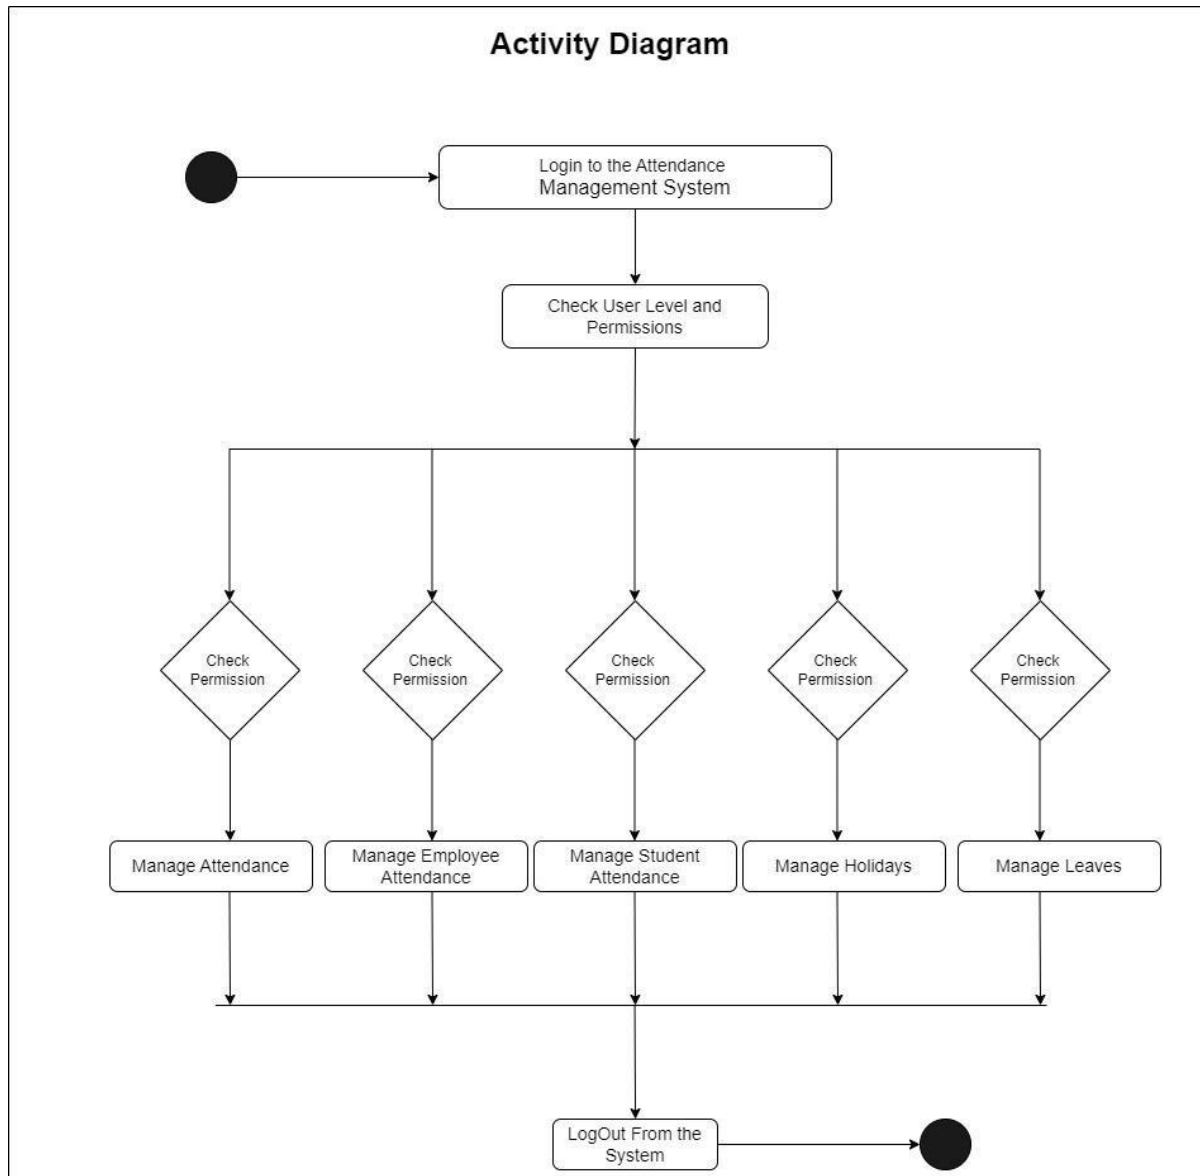 Activity Diagram
Login to the Attendance
Management System
Check User Level and
Permissions
Check
Permission
Check
Permission
Check
Permission
Check
Permission
Check
Permission
Manage Attendance
Manage Employee
Attendance
Manage Student
Attendance
Manage Holidays
Manage Leaves
LogOut From the
System